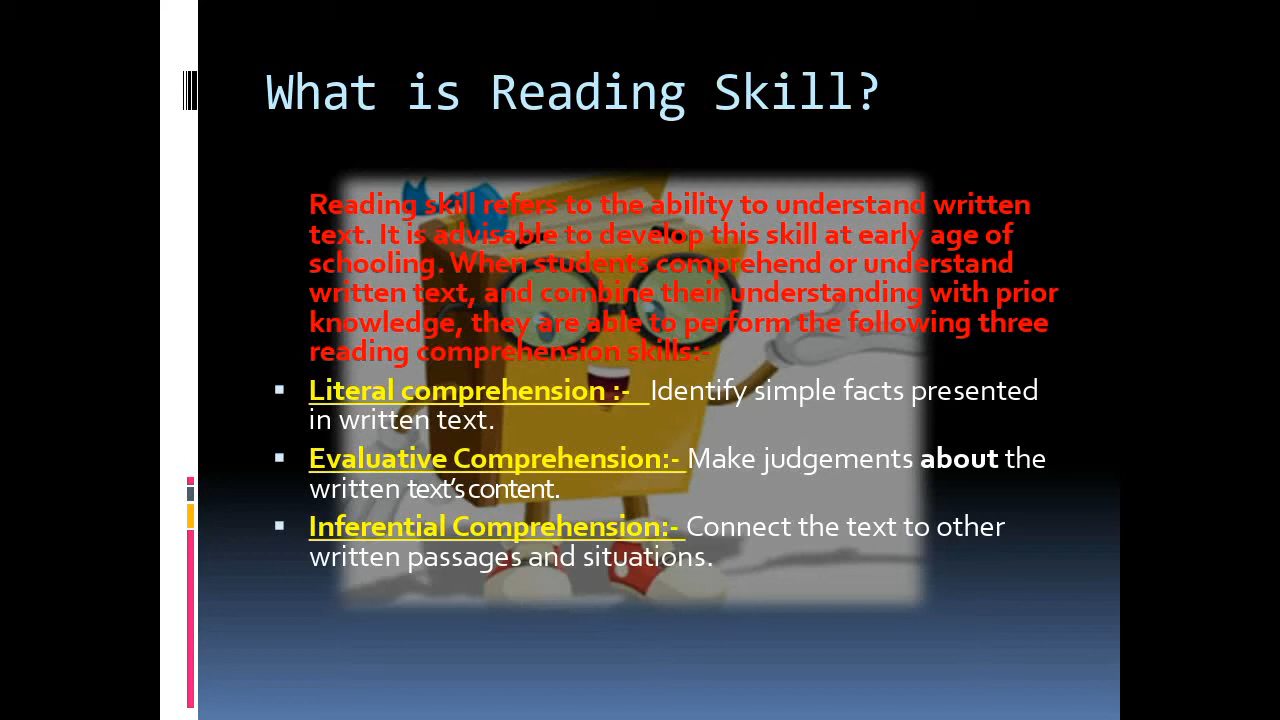 What is Reading Skill?
Reading skill refers to the ability to understand written
text. It is advisable to develop this skill at early age of
schooling. When students comprehend or understand
written text, and combine their understanding with prior
knowledge, they are able to perform the following three
reading comprehension skills:-
▪ Literal comprehension :- Identify simple facts presented
in written text.
▪ Evaluative Comprehension:- Make judgements about the
written text's content.
▪ Inferential Comprehension:- Connect the text to other
written passages and situations.